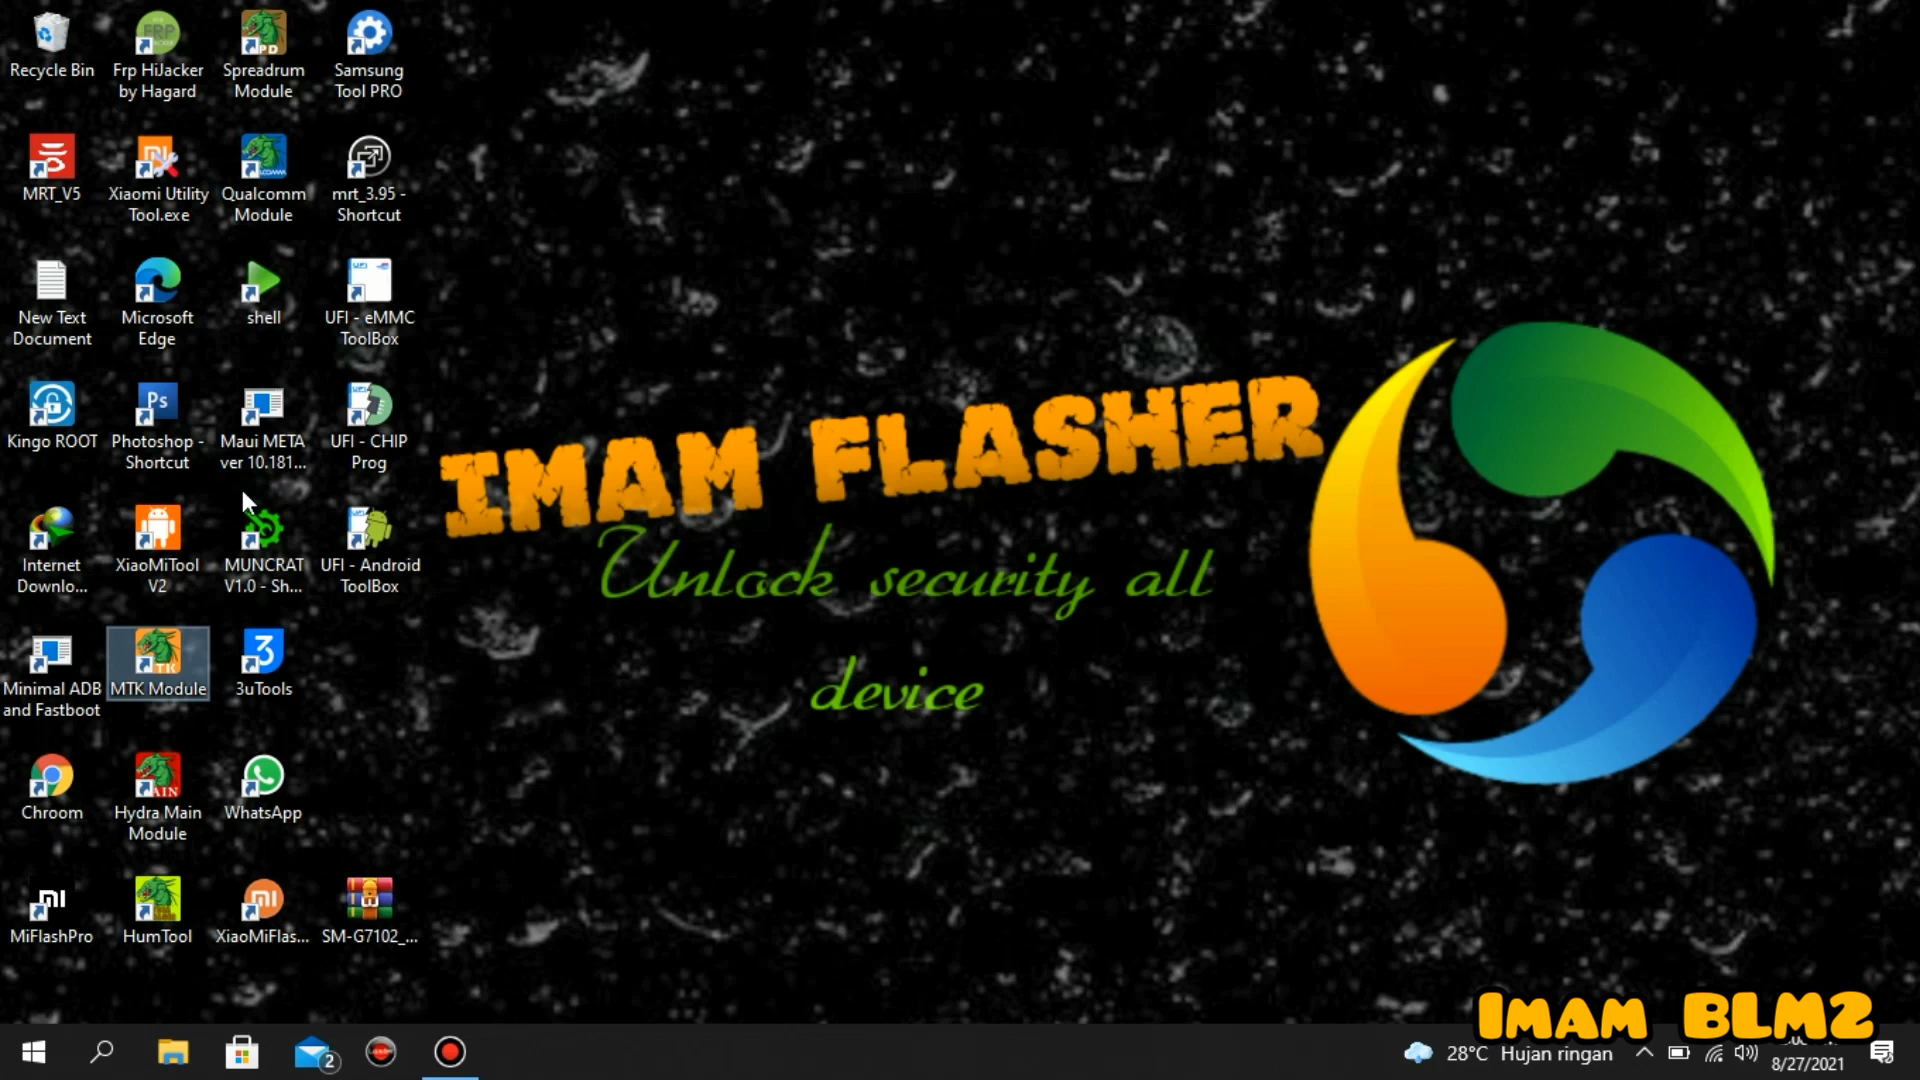 Recycle Bin
Frp HiJacker
by Hagard
Spreadrum
Module
Samsung
Tool PRO
MRT_V5
Xiaomi Utility
Tool.exe
Qualcomm
Module
mrt_3.95 -
Shortcut
New Text
Document
Microsoft
Edge
shell
UFI - eMMC
ToolBox
Kingo ROOT
Photoshop -
Shortcut
Maui META
ver 10.181...
UFI - CHIP
Prog
Internet
Downlo...
XiaoMiTool
V2
MUNCRAT
V1.0 - Sh...
UFI - Android
ToolBox
Minimal ADB
and Fastboot
MTK Module
3uTools
Chroom
Hydra Main
Module
WhatsApp
MiFlashPro
HumTool
XiaoMiFlas...
SM-G7102_...
IMAM FLASHER
Unlock security all
device
Imam BLM2
2
28°C Hujan ringan
8/27/2021